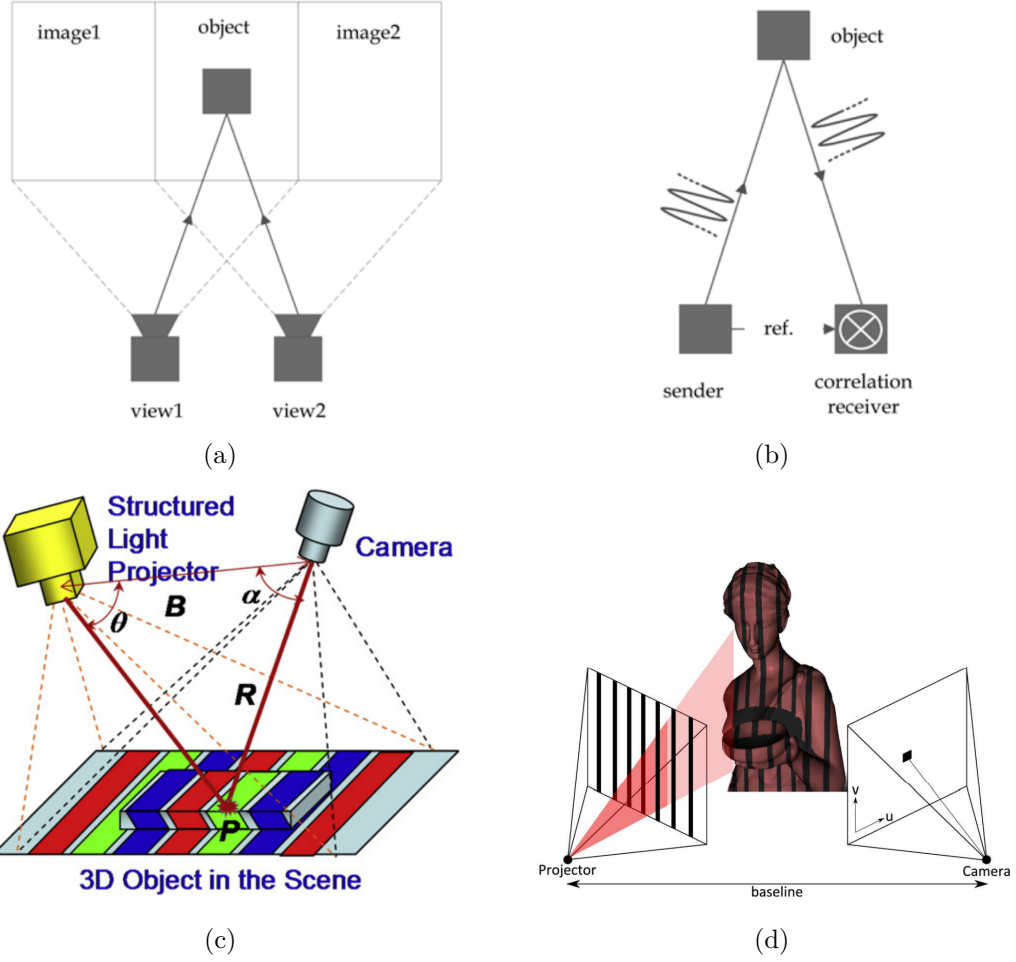 image1
object
image2
view1
view2
(a)
object
ref.
sender
correlation
receiver
(b)
Structured
Light
Projector
Camera
B
α
θ
R
P
3D Object in the Scene
(c)
v
u
Projector
Camera
baseline
(d)